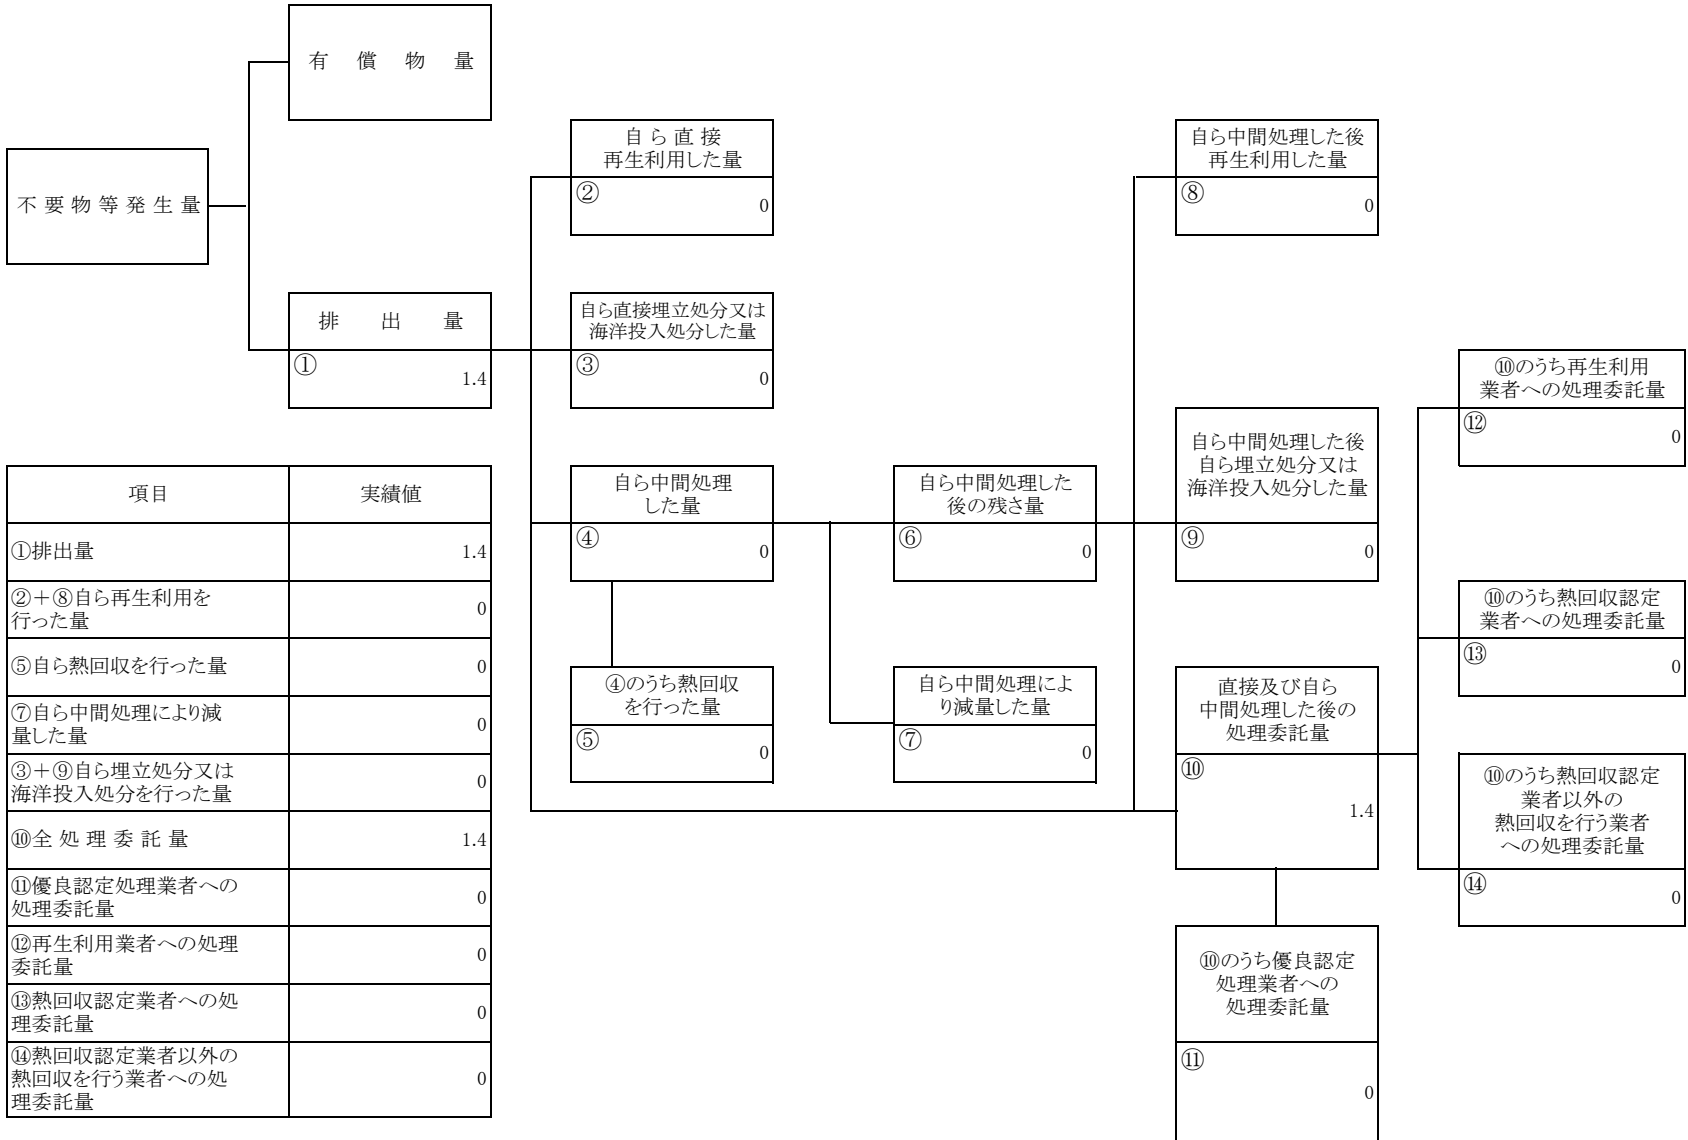 有償物量
不要物等発生量
排出量
①
1.4
自ら直接
再生利用した量
②
0
自ら直接埋立処分又は
海洋投入処分した量
③
0
自ら中間処理
した量
④
0
④のうち熱回収
を行った量
⑤
0
自ら中間処理した
後の残さ量
⑥
0
自ら中間処理によ
り減量した量
⑦
0
自ら中間処理した後
再生利用した量
⑧
0
自ら中間処理した後
自ら埋立処分又は
海洋投入処分した量
⑨
0
直接及び自ら
中間処理した後の
処理委託量
⑩
1.4
⑩のうち優良認定
処理業者への
処理委託量
⑪
0
⑩のうち再生利用
業者への処理委託量
⑫
0
⑩のうち熱回収認定
業者への処理委託量
⑬
0
⑩のうち熱回収認定
業者以外の
熱回収を行う業者
への処理委託量
⑭
0
項目 実績値
①排出量 1.4
②＋⑧自ら再生利用を
行った量 0
⑤自ら熱回収を行った量 0
⑦自ら中間処理により減
量した量 0
③＋⑨自ら埋立処分又は
海洋投入処分を行った量 0
⑩全処理委託量 1.4
⑪優良認定処理業者への
処理委託量 0
⑫再生利用業者への処理
委託量 0
⑬熱回収認定業者への処
理委託量 0
⑭熱回収認定業者以外の
熱回収を行う業者への処 0
理委託量